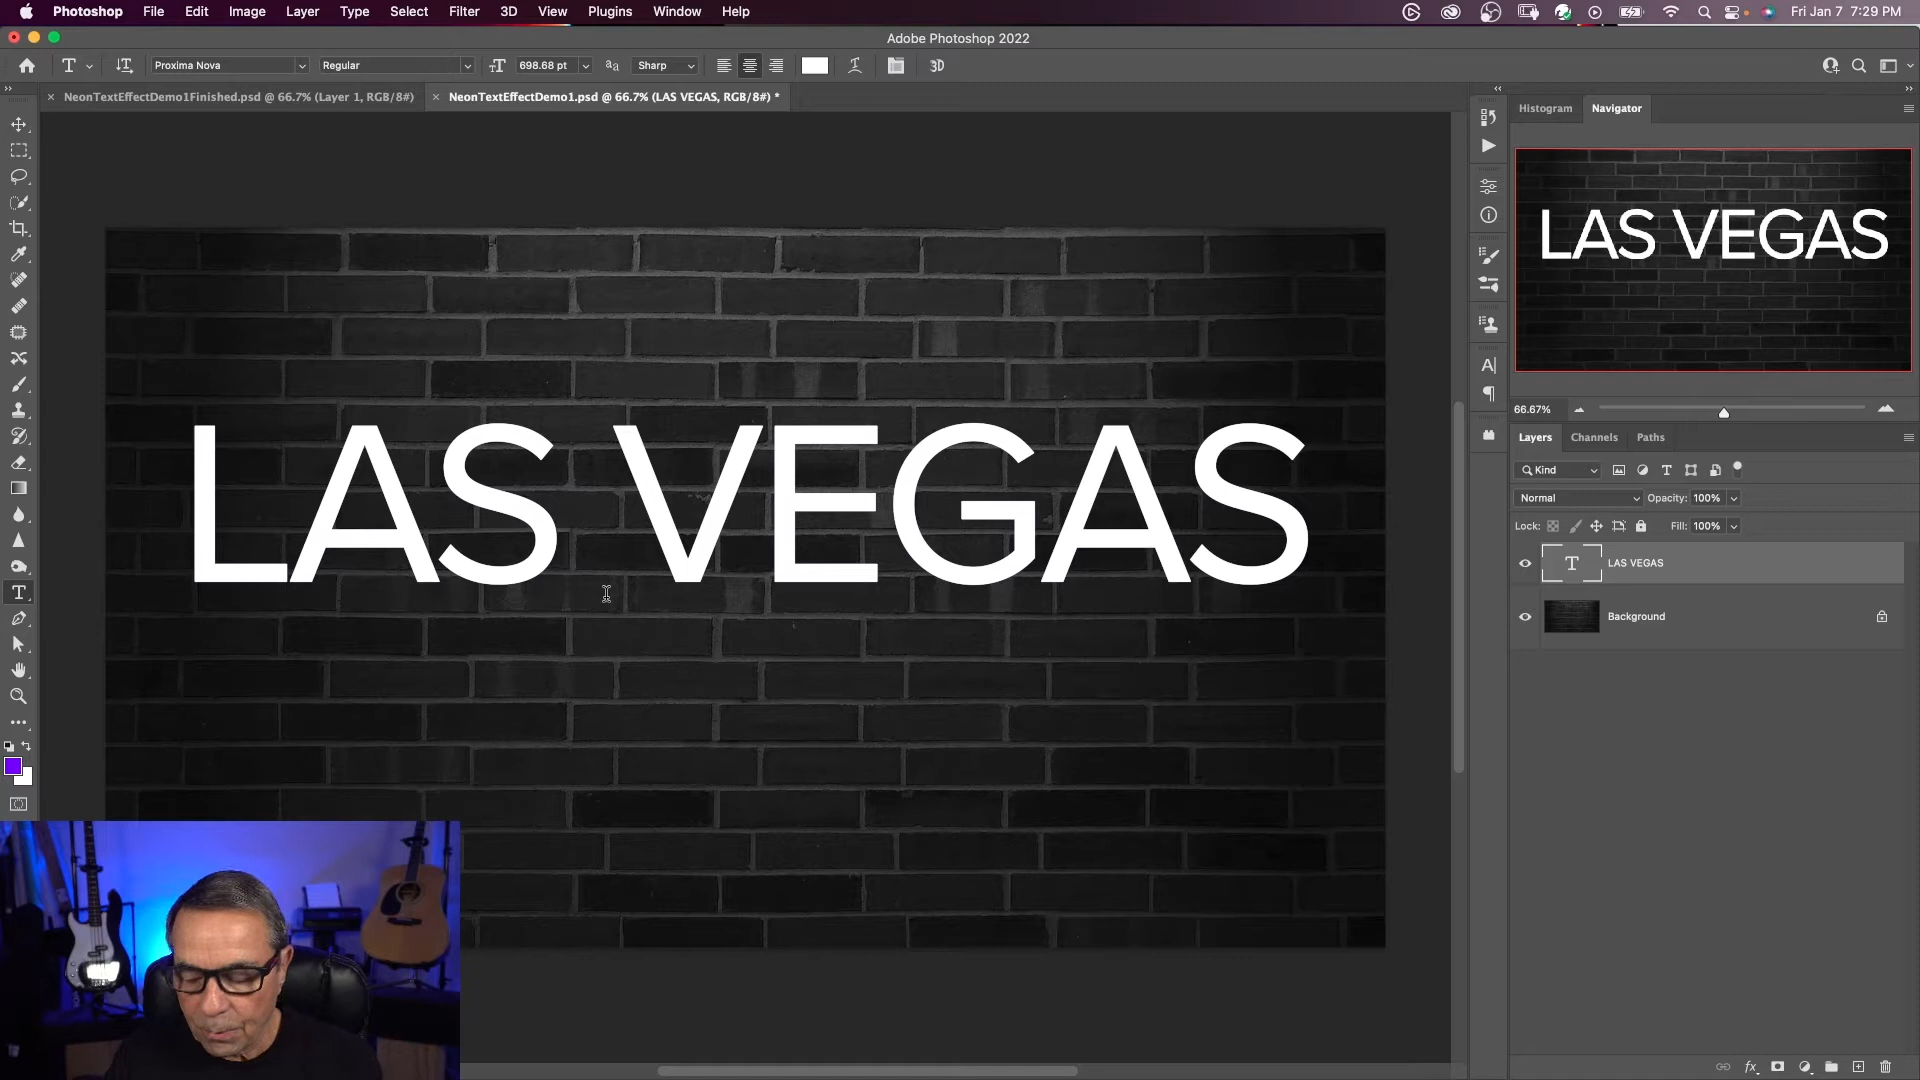 Photoshop File Edit Image Layer Type Select Filter 3D View Plugins Window Help Fri Jan 7 7:29 PM
Adobe Photoshop 2022
Proxima Nova Regular 698.68 pt Sharp 3D
NeonTextEffectDemo1Finished.psd @ 66.7% (Layer 1, RGB/8#) NeonTextEffectDemo1.psd @ 66.7% (LAS VEGAS, RGB/8#) *
Histogram Navigator
LAS VEGAS
66.67%
Layers Channels Paths
Kind
Normal Opacity: 100%
Lock: Fill: 100%
LAS VEGAS
Background
LAS VEGAS